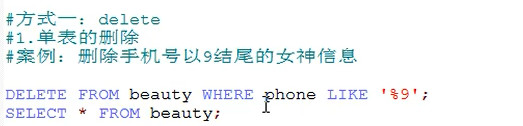 #方式一：delete
#1.单表的删除
#案例：删除手机号以9结尾的女神信息
DELETE FROM beauty WHERE phone LIKE '%9';
SELECT * FROM beauty;